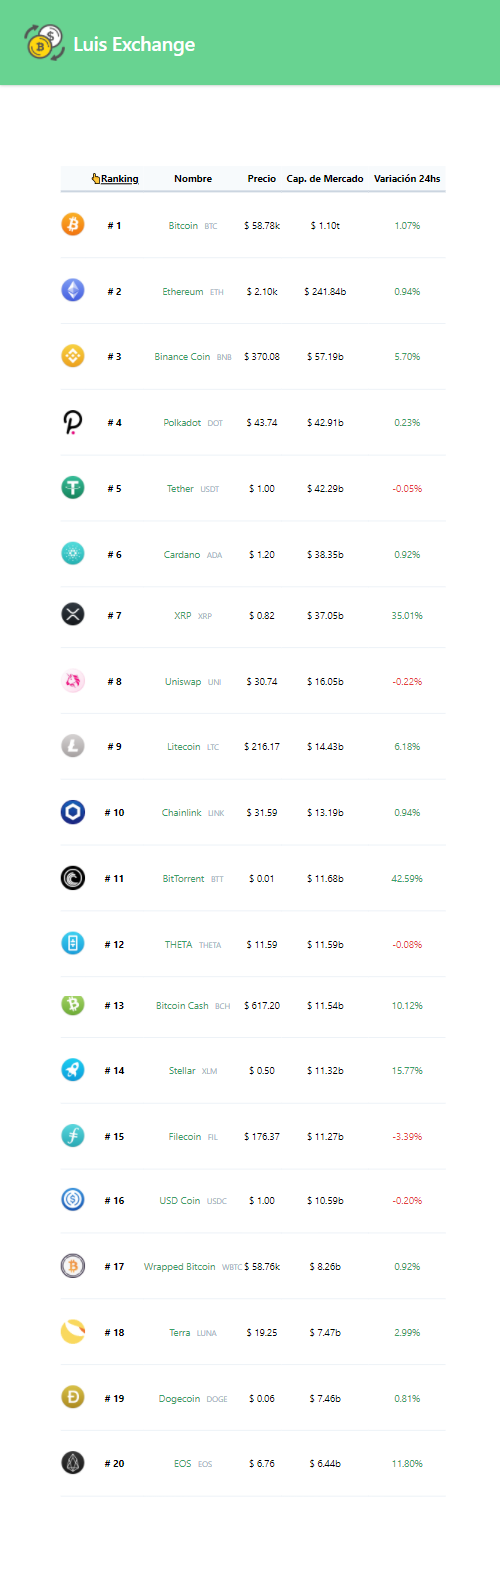 Luis Exchange
👆Ranking Nombre Precio Cap. de Mercado Variación 24hs
# 1 Bitcoin BTC $ 58.78k $ 1.10t 1.07%
# 2 Ethereum ETH $ 2.10k $ 241.84b 0.94%
# 3 Binance Coin BNB $ 370.08 $ 57.19b 5.70%
# 4 Polkadot DOT $ 43.74 $ 42.91b 0.23%
# 5 Tether USDT $ 1.00 $ 42.29b -0.05%
# 6 Cardano ADA $ 1.20 $ 38.35b 0.92%
# 7 XRP XRP $ 0.82 $ 37.05b 35.01%
# 8 Uniswap UNI $ 30.74 $ 16.05b -0.22%
# 9 Litecoin LTC $ 216.17 $ 14.43b 6.18%
# 10 Chainlink LINK $ 31.59 $ 13.19b 0.94%
# 11 BitTorrent BTT $ 0.01 $ 11.68b 42.59%
# 12 THETA THETA $ 11.59 $ 11.59b -0.08%
# 13 Bitcoin Cash BCH $ 617.20 $ 11.54b 10.12%
# 14 Stellar XLM $ 0.50 $ 11.32b 15.77%
# 15 Filecoin FIL $ 176.37 $ 11.27b -3.39%
# 16 USD Coin USDC $ 1.00 $ 10.59b -0.20%
# 17 Wrapped Bitcoin WBTC $ 58.76k $ 8.26b 0.92%
# 18 Terra LUNA $ 19.25 $ 7.47b 2.99%
# 19 Dogecoin DOGE $ 0.06 $ 7.46b 0.81%
# 20 EOS EOS $ 6.76 $ 6.44b 11.80%